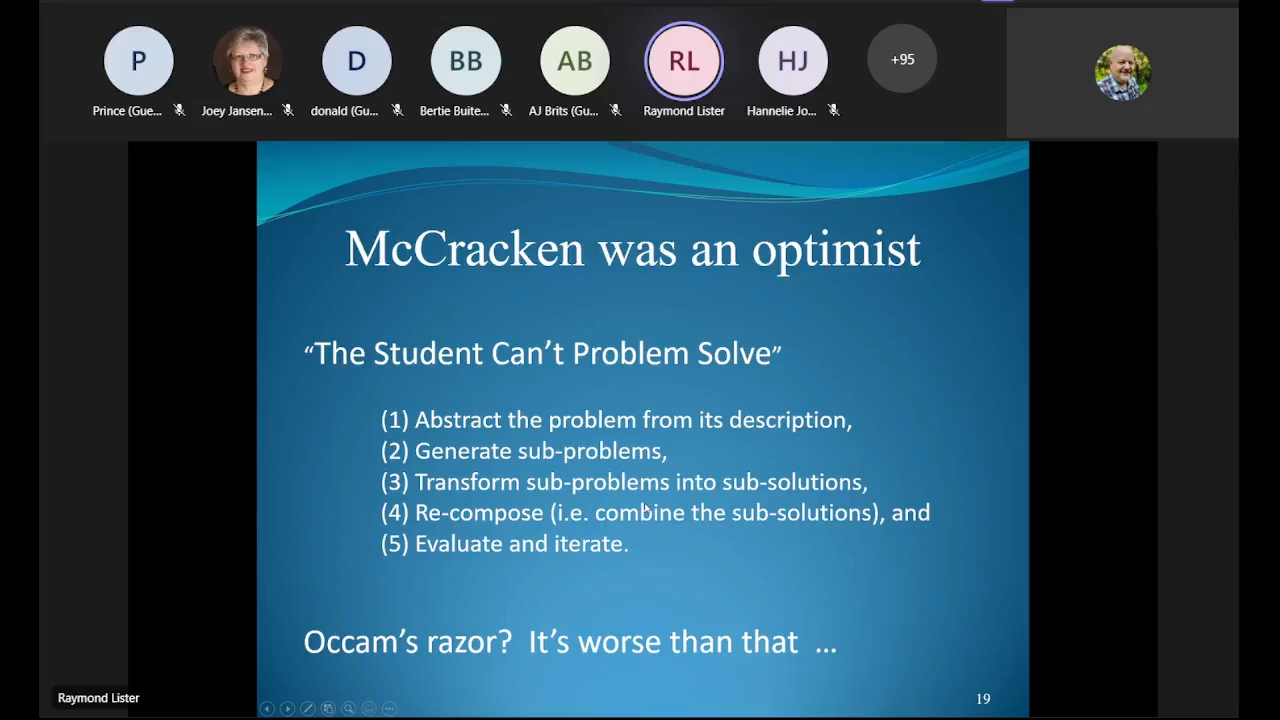 P
D
BB
AB
RL
HJ
+95
Prince (Gue...
Joey Jansen...
donald (Gu...
Bertie Buite...
AJ Brits (Gu...
Raymond Lister
Hannelie Jo...
McCracken was an optimist
“The Student Can’t Problem Solve”
(1) Abstract the problem from its description,
(2) Generate sub-problems,
(3) Transform sub-problems into sub-solutions,
(4) Re-compose (i.e. combine the sub-solutions), and
(5) Evaluate and iterate.
Occam’s razor? It’s worse than that ...
Raymond Lister
19